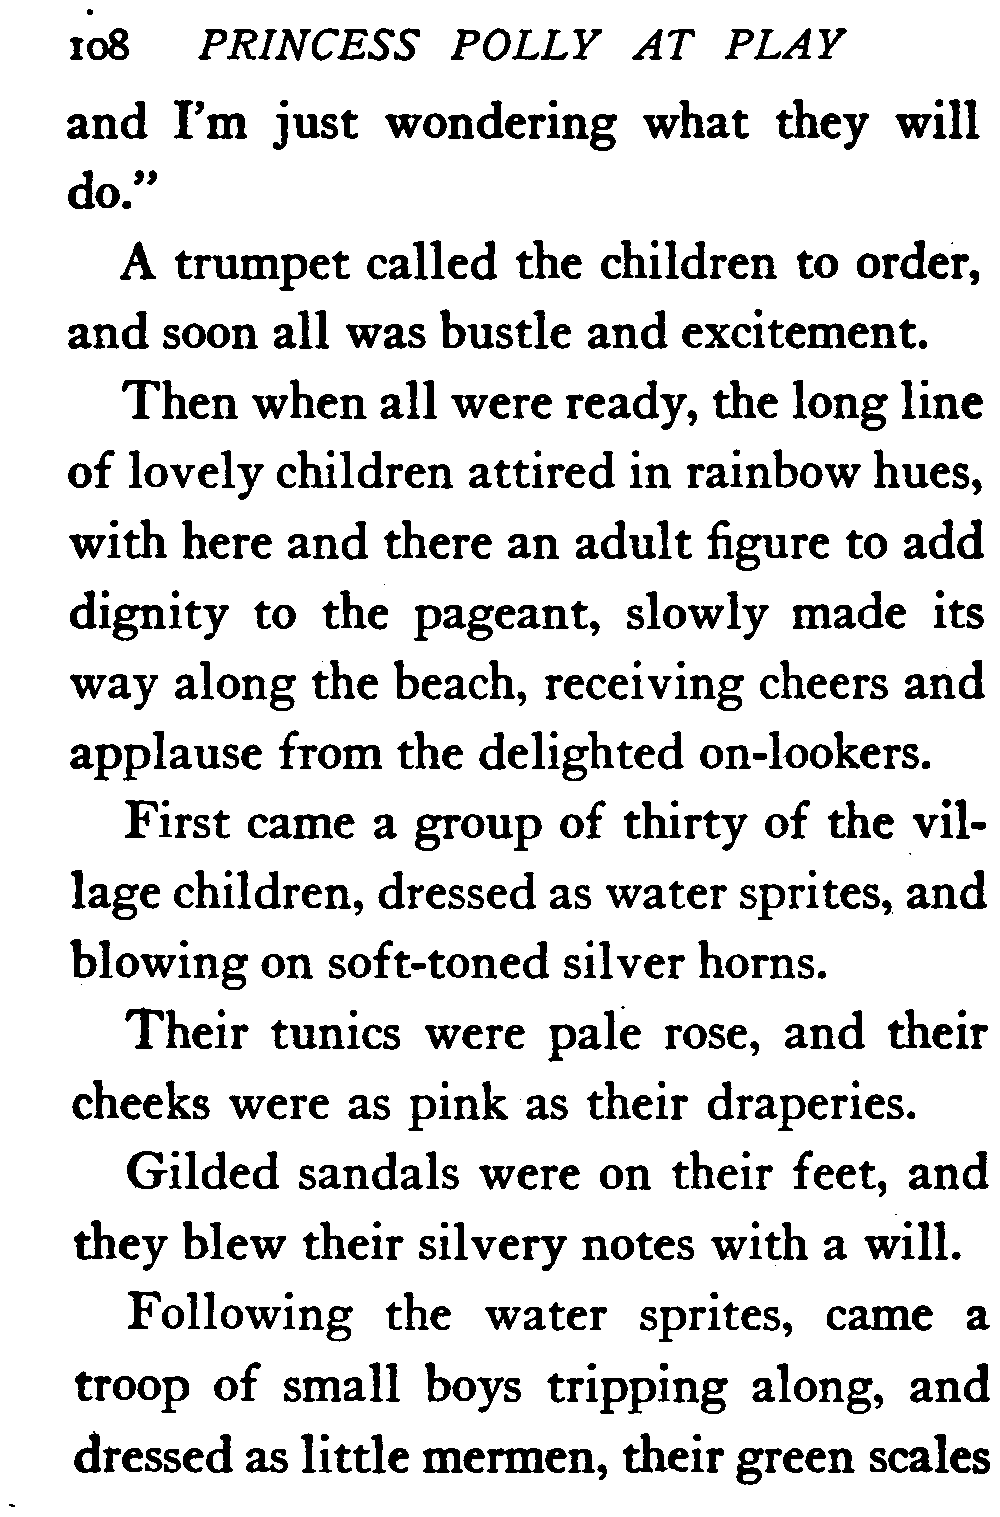 108 PRINCESS POLLY AT PLAY
and I'm just wondering what they will
do."
A trumpet called the children to order,
and soon all was bustle and excitement.
Then when all were ready, the long line
of lovely children attired in rainbow hues,
with here and there an adult figure to add
dignity to the pageant, slowly made its
way along the beach, receiving cheers and
applause from the delighted on-lookers.
First came a group of thirty of the vil-
lage children, dressed as water sprites, and
blowing on soft-toned silver horns.
Their tunics were pale rose, and their
cheeks were as pink as their draperies.
Gilded sandals were on their feet, and
they blew their silvery notes with a will.
Following the water sprites, came a
troop of small boys tripping along, and
dressed as little mermen, their green scales